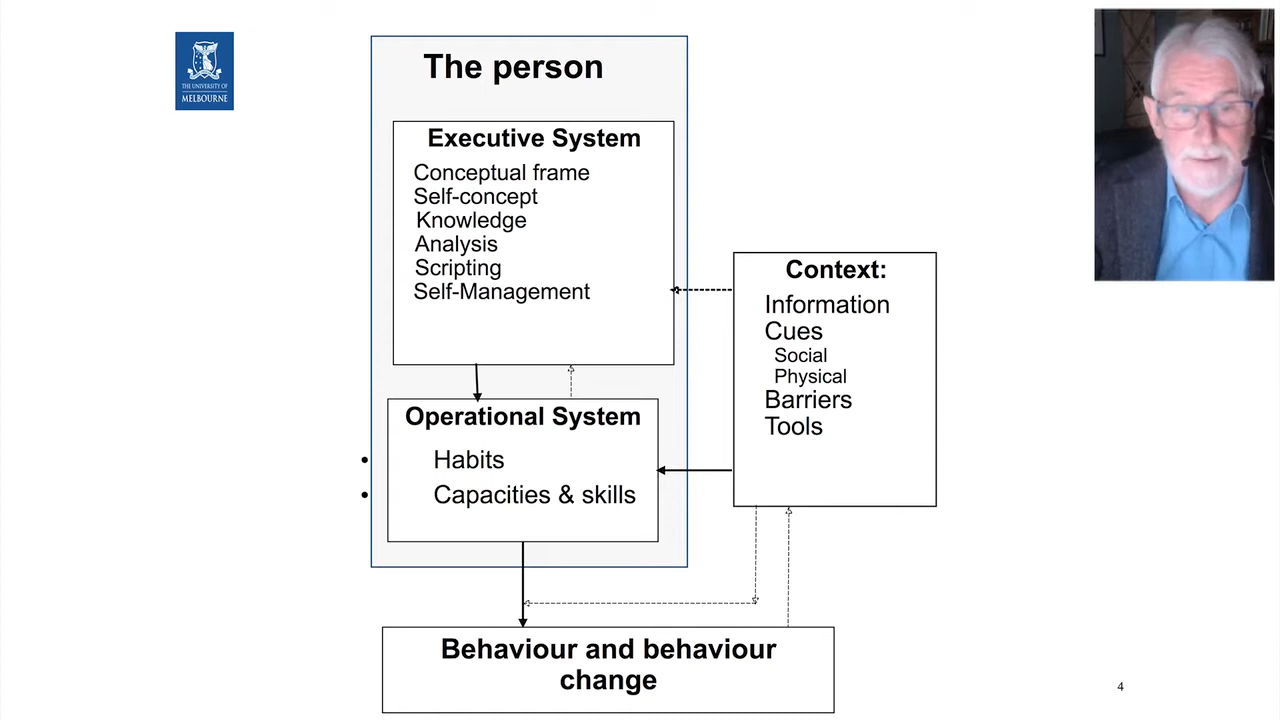 THE UNIVERSITY OF
MELBOURNE
The person
Executive System
Conceptual frame
Self-concept
Knowledge
Analysis
Scripting
Self-Management
Operational System
• Habits
• Capacities & skills
Context:
Information
Cues
Social
Physical
Barriers
Tools
Behaviour and behaviour
change
4